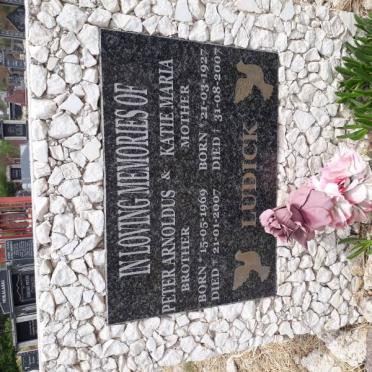 IN LOVING MEMORIES OF
PETER ARNOLDUS & KATIE MARIA
BROTHER MOTHER
BORN 15-05-1969 BORN 21-03-1927
DIED 21-01-2007 DIED 31-08-2007
LUDICK